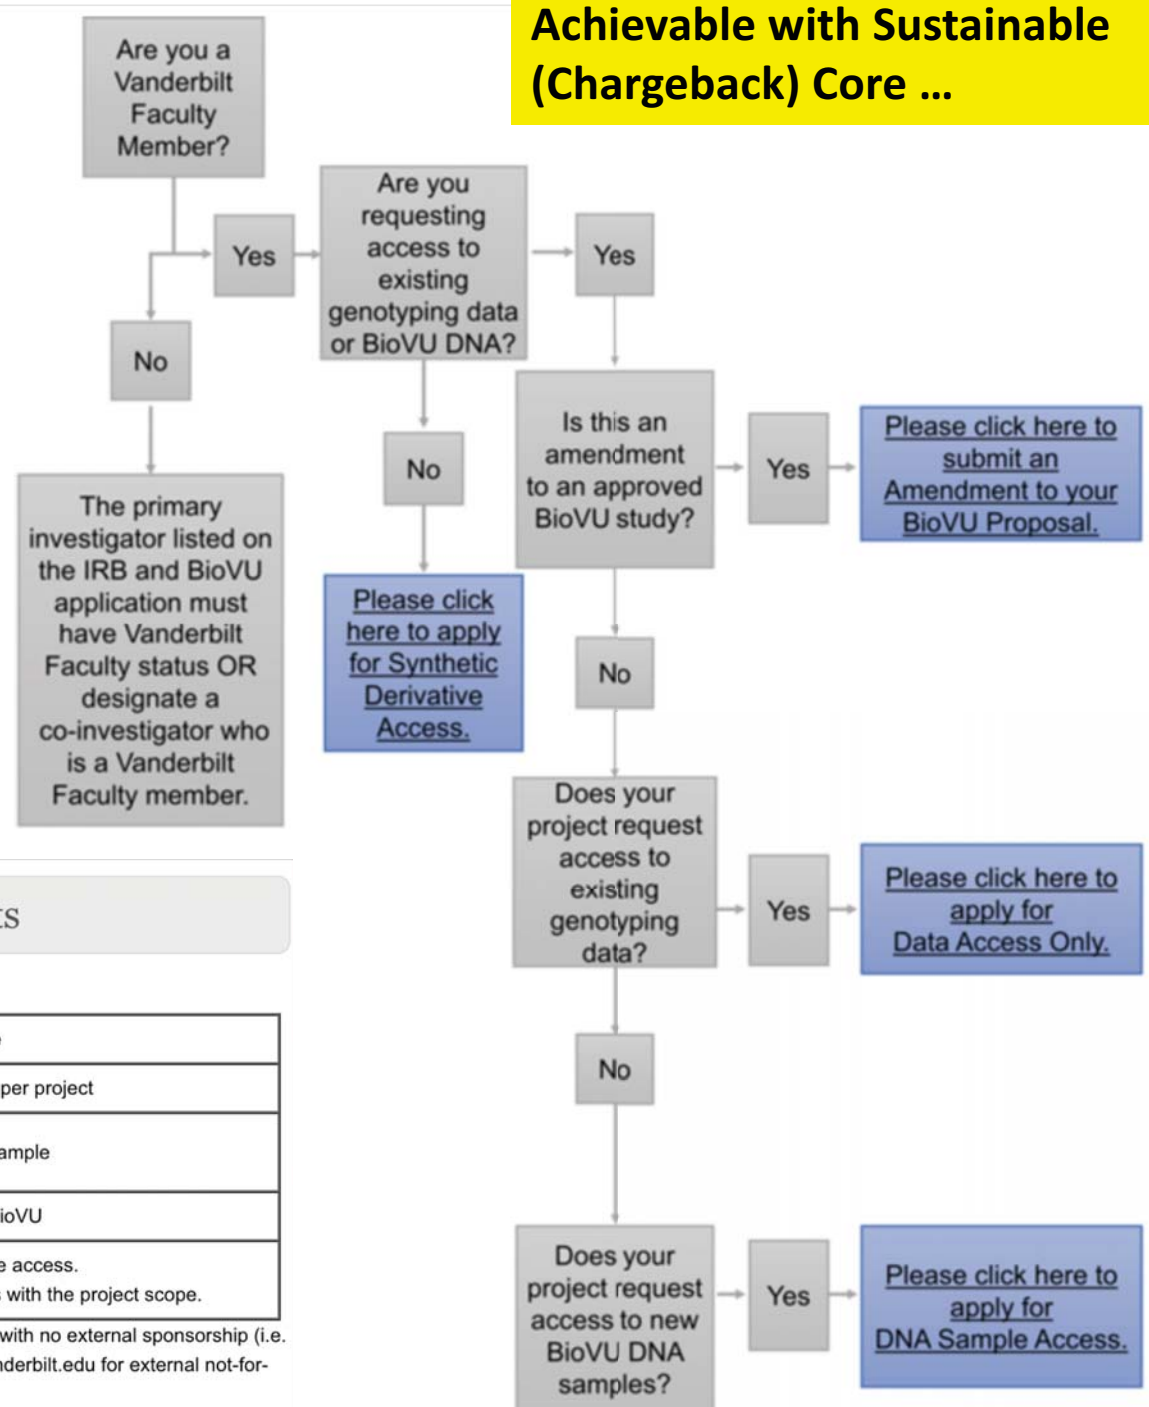 Achievable with Sustainable
(Chargeback) Core ...
Are you a
Vanderbilt
Faculty
Member?
Yes
No
The primary
investigator listed on
the IRB and BioVU
application must
have Vanderbilt
Faculty status OR
designate a
co-investigator who
is a Vanderbilt
Faculty member.
Are you
requesting
access to
existing
genotyping data
or BioVU DNA?
Yes
No
Please click
here to apply
for Synthetic
Derivative
Access.
Is this an
amendment
to an approved
BioVU study?
Yes
Please click here to
submit an
Amendment to your
BioVU Proposal.
No
Does your
project request
access to
existing
genotyping
data?
Yes
Please click here to
apply for
Data Access Only.
No
Does your
project request
access to new
BioVU DNA
samples?
Yes
Please click here to
apply for
DNA Sample Access.
per project
access.
with the project scope.
with no external sponsorship (i.e.
for external not-for-